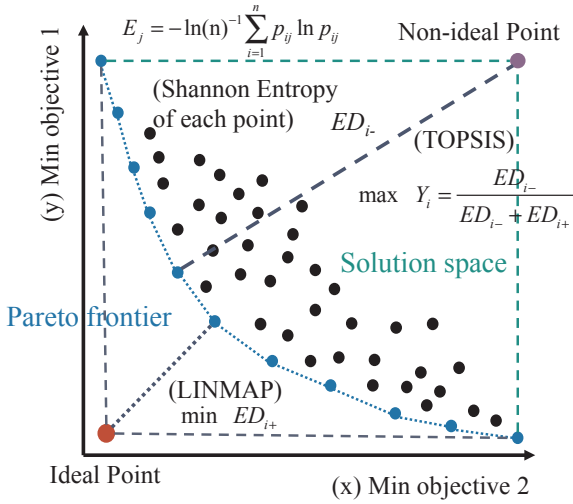 E_j = -ln(n)^{-1} \sum_{i=1}^{n} p_{ij} ln p_{ij}
Non-ideal Point
(Shannon Entropy
of each point)
ED_{i-}
(TOPSIS)
max Y_i = \frac{ED_{i-}}{ED_{i-} + ED_{i+}}
(y) Min objective 1
Solution space
Pareto frontier
(LINMAP)
min ED_{i+}
Ideal Point
(x) Min objective 2